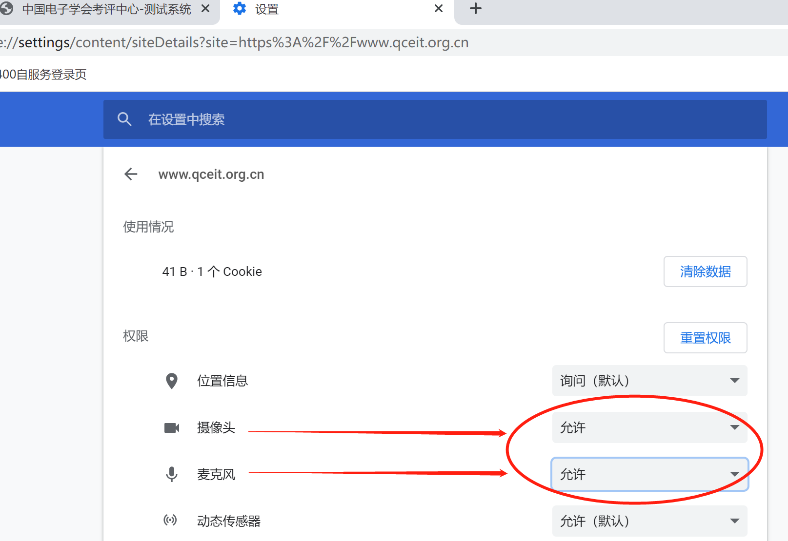 中国电子学会考评中心-测试系统
设置
e://settings/content/siteDetails?site=https%3A%2F%2Fwww.qceit.org.cn
400自服务登录页
在设置中搜索
www.qceit.org.cn
使用情况
41 B · 1 个 Cookie
清除数据
权限
重置权限
位置信息
询问（默认）
摄像头
允许
麦克风
允许
动态传感器
允许（默认）